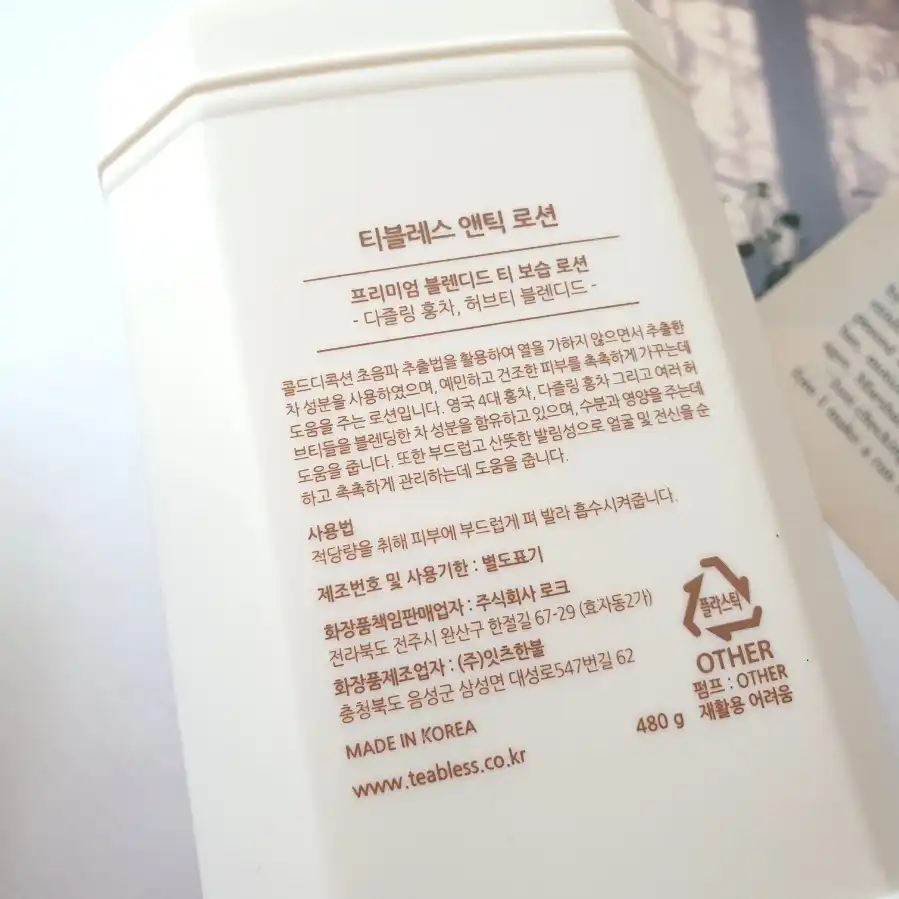 티블레스 앤틱 로션
프리미엄 블렌디드 티 보습 로션
- 다즐링 홍차, 허브티 블렌디드 -
콜드디콕션 초음파 추출법을 활용하여 열을 가하지 않으면서 추출한
차 성분을 사용하였으며, 예민하고 건조한 피부를 촉촉하게 가꾸는데
도움을 주는 로션입니다. 영국 4대 홍차, 다즐링 홍차 그리고 여러 허
브티들을 블렌딩한 차 성분을 함유하고 있으며, 수분과 영양을 주는데
도움을 줍니다. 또한 부드럽고 산뜻한 발림성으로 얼굴 및 전신을 순
하고 촉촉하게 관리하는데 도움을 줍니다.
사용법
적당량을 취해 피부에 부드럽게 펴 발라 흡수시켜줍니다.
제조번호 및 사용기한 : 별도표기
화장품책임판매업자 : 주식회사 로크
전라북도 전주시 완산구 한절길 67-29 (효자동2가)
화장품제조업자 : (주)잇츠한불
충청북도 음성군 삼성면 대성로547번길 62
MADE IN KOREA
www.teabless.co.kr
480 g
플라스틱
OTHER
펌프 : OTHER
재활용 어려움